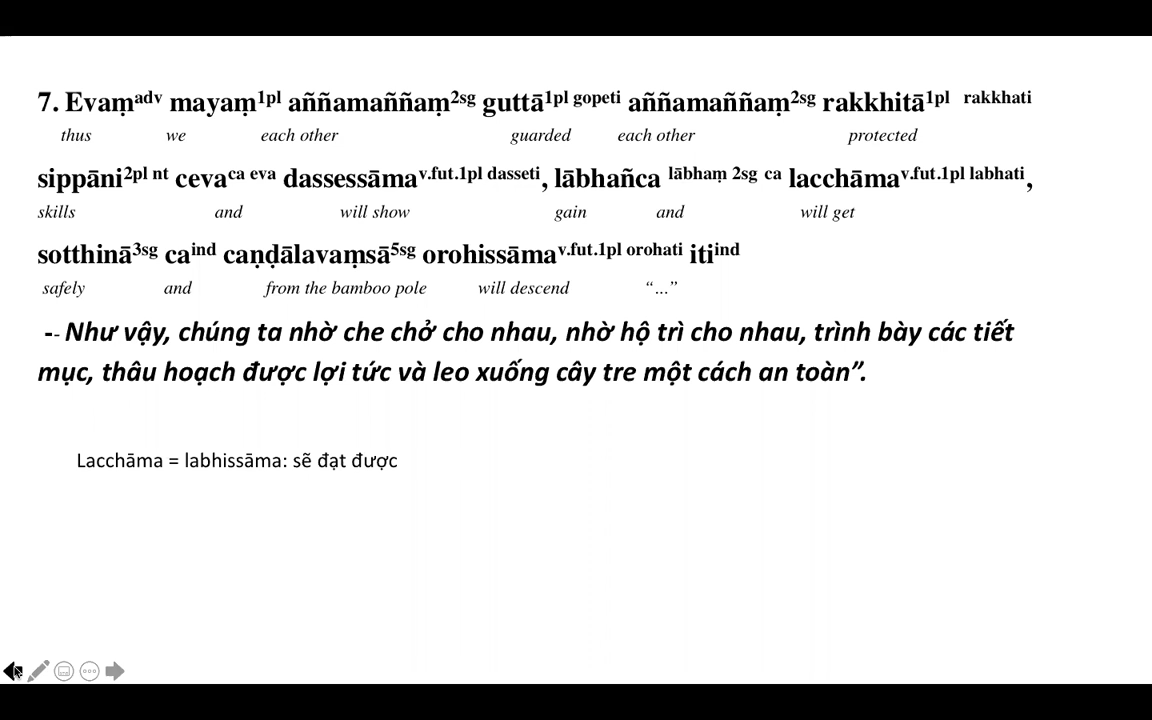 7. Evaṃadv mayaṃ1pl aññamaññaṃ2sg guttā1pl gopeti aññamaññaṃ2sg rakkhitā1pl rakkhati
thus we each other guarded each other protected
sippāni2pl nt cevaca eva dassessāmav.fut.1pl dasseti, lābhañca lābhaṃ 2sg ca lacchāmav.fut.1pl labhati,
skills and will show gain and will get
sotthinā3sg caind caṇḍālavaṃsā5sg orohissāmav.fut.1pl orohati itiind
safely and from the bamboo pole will descend “...”
-- Như vậy, chúng ta nhờ che chở cho nhau, nhờ hộ trì cho nhau, trình bày các tiết
mục, thâu hoạch được lợi tức và leo xuống cây tre một cách an toàn”.
Lacchāma = labhissāma: sẽ đạt được